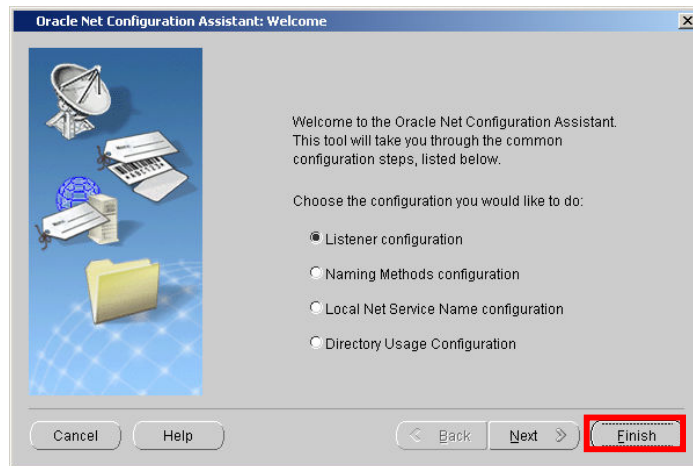 Oracle Net Configuration Assistant: Welcome
Welcome to the Oracle Net Configuration Assistant.
This tool will take you through the common
configuration steps, listed below.
Choose the configuration you would like to do:
Listener configuration
Naming Methods configuration
Local Net Service Name configuration
Directory Usage Configuration
Cancel
Help
Back
Next
Finish